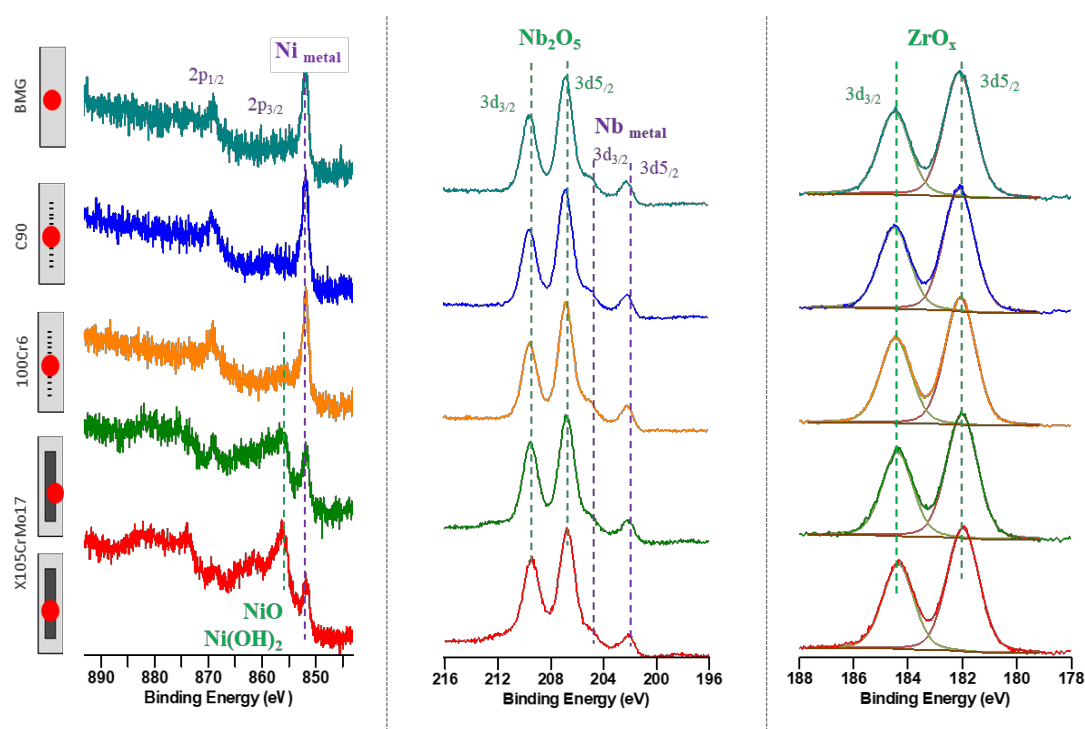 BMG
C90
100Cr6
X105CrMo17
Ni metal
2p1/2
2p3/2
NiO
Ni(OH)2
890 880 870 860 850
Binding Energy (eV)
Nb2O5
3d3/2
3d5/2
Nb metal
3d3/2
3d5/2
216 212 208 204 200 196
Binding Energy (eV)
ZrOx
3d3/2
3d5/2
188 186 184 182 180 178
Binding Energy (eV)